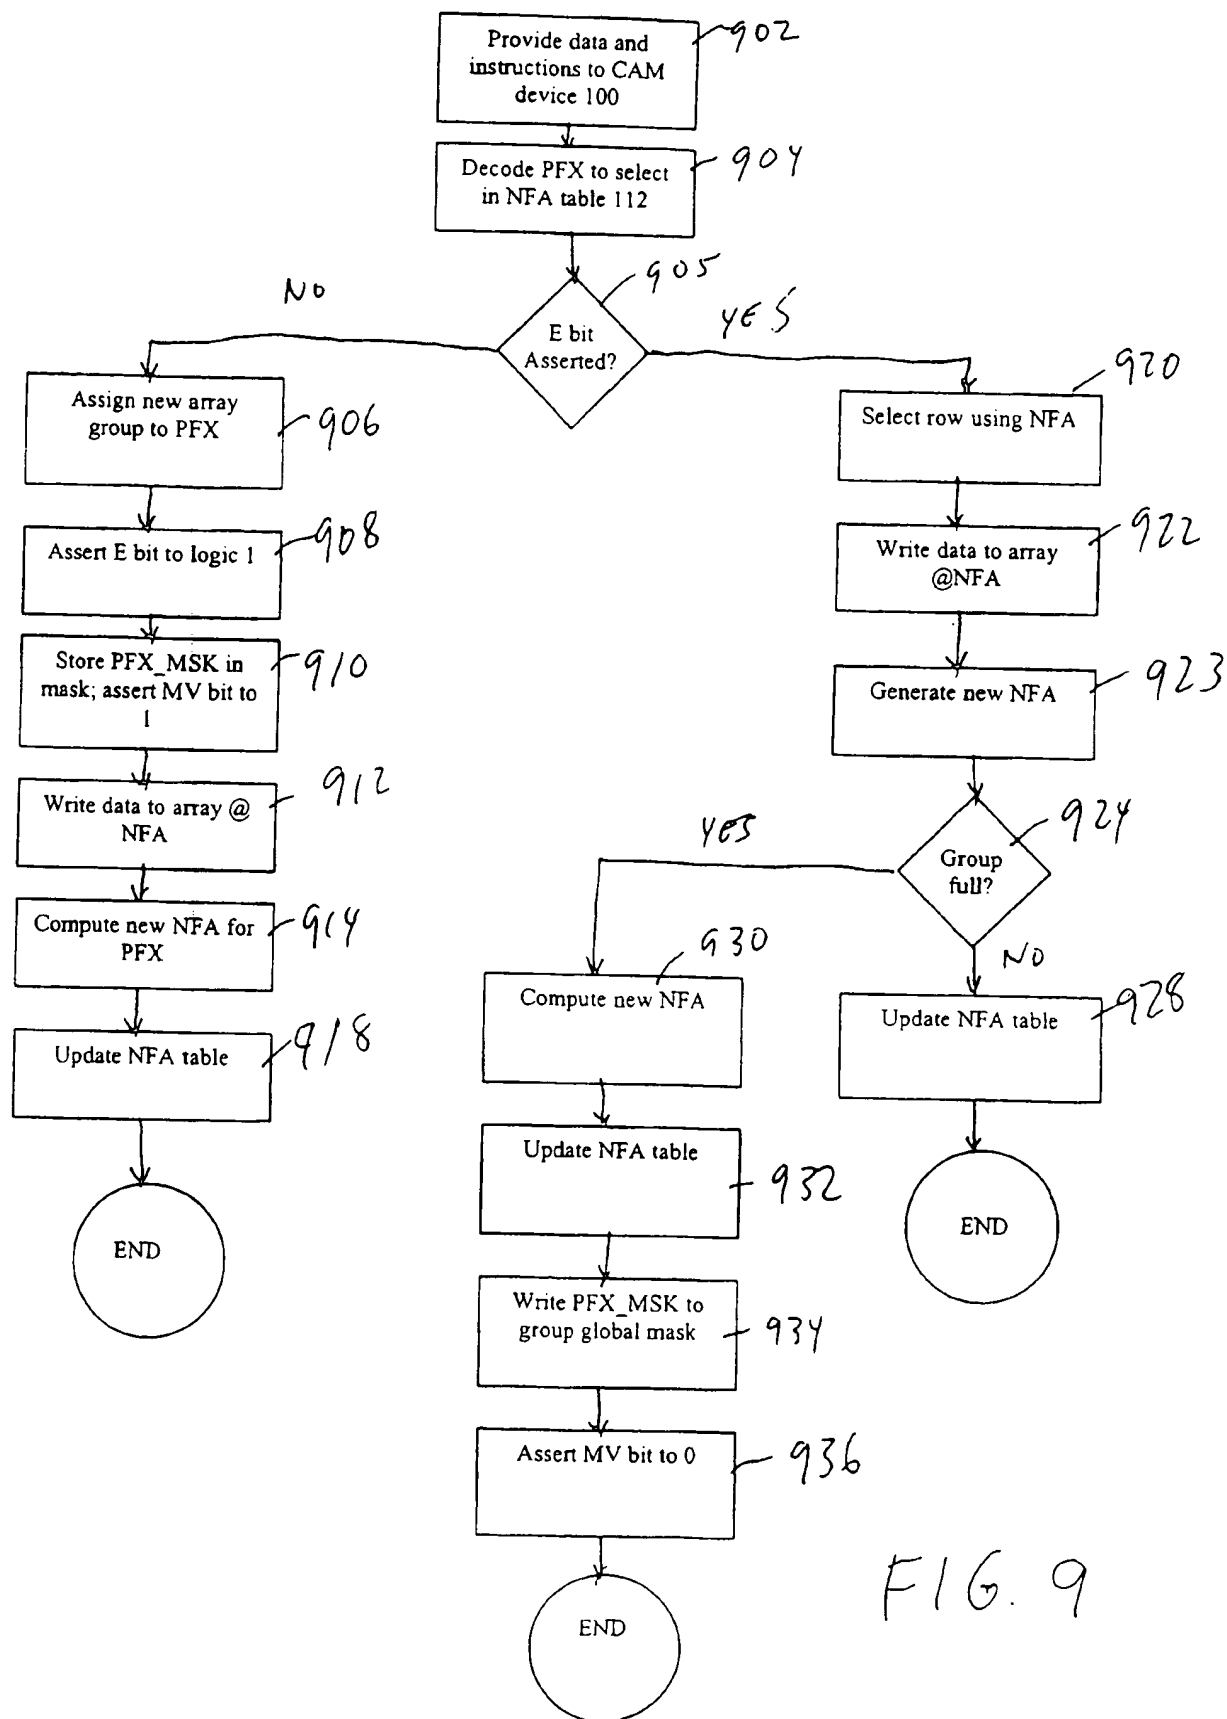 Provide data and
instructions to CAM
device 100
902
Decode PFX to select
in NFA table 112
904
E bit
Asserted?
905
NO
YES
Assign new array
group to PFX
906
Assert E bit to logic 1
908
Store PFX_MSK in
mask; assert MV bit to
1
910
Write data to array @
NFA
912
Compute new NFA for
PFX
914
Update NFA table
918
END
Select row using NFA
920
Write data to array
@NFA
922
Generate new NFA
923
Group
full?
924
YES
NO
Compute new NFA
930
Update NFA table
932
Write PFX_MSK to
group global mask
934
Assert MV bit to 0
936
END
Update NFA table
928
END
FIG. 9